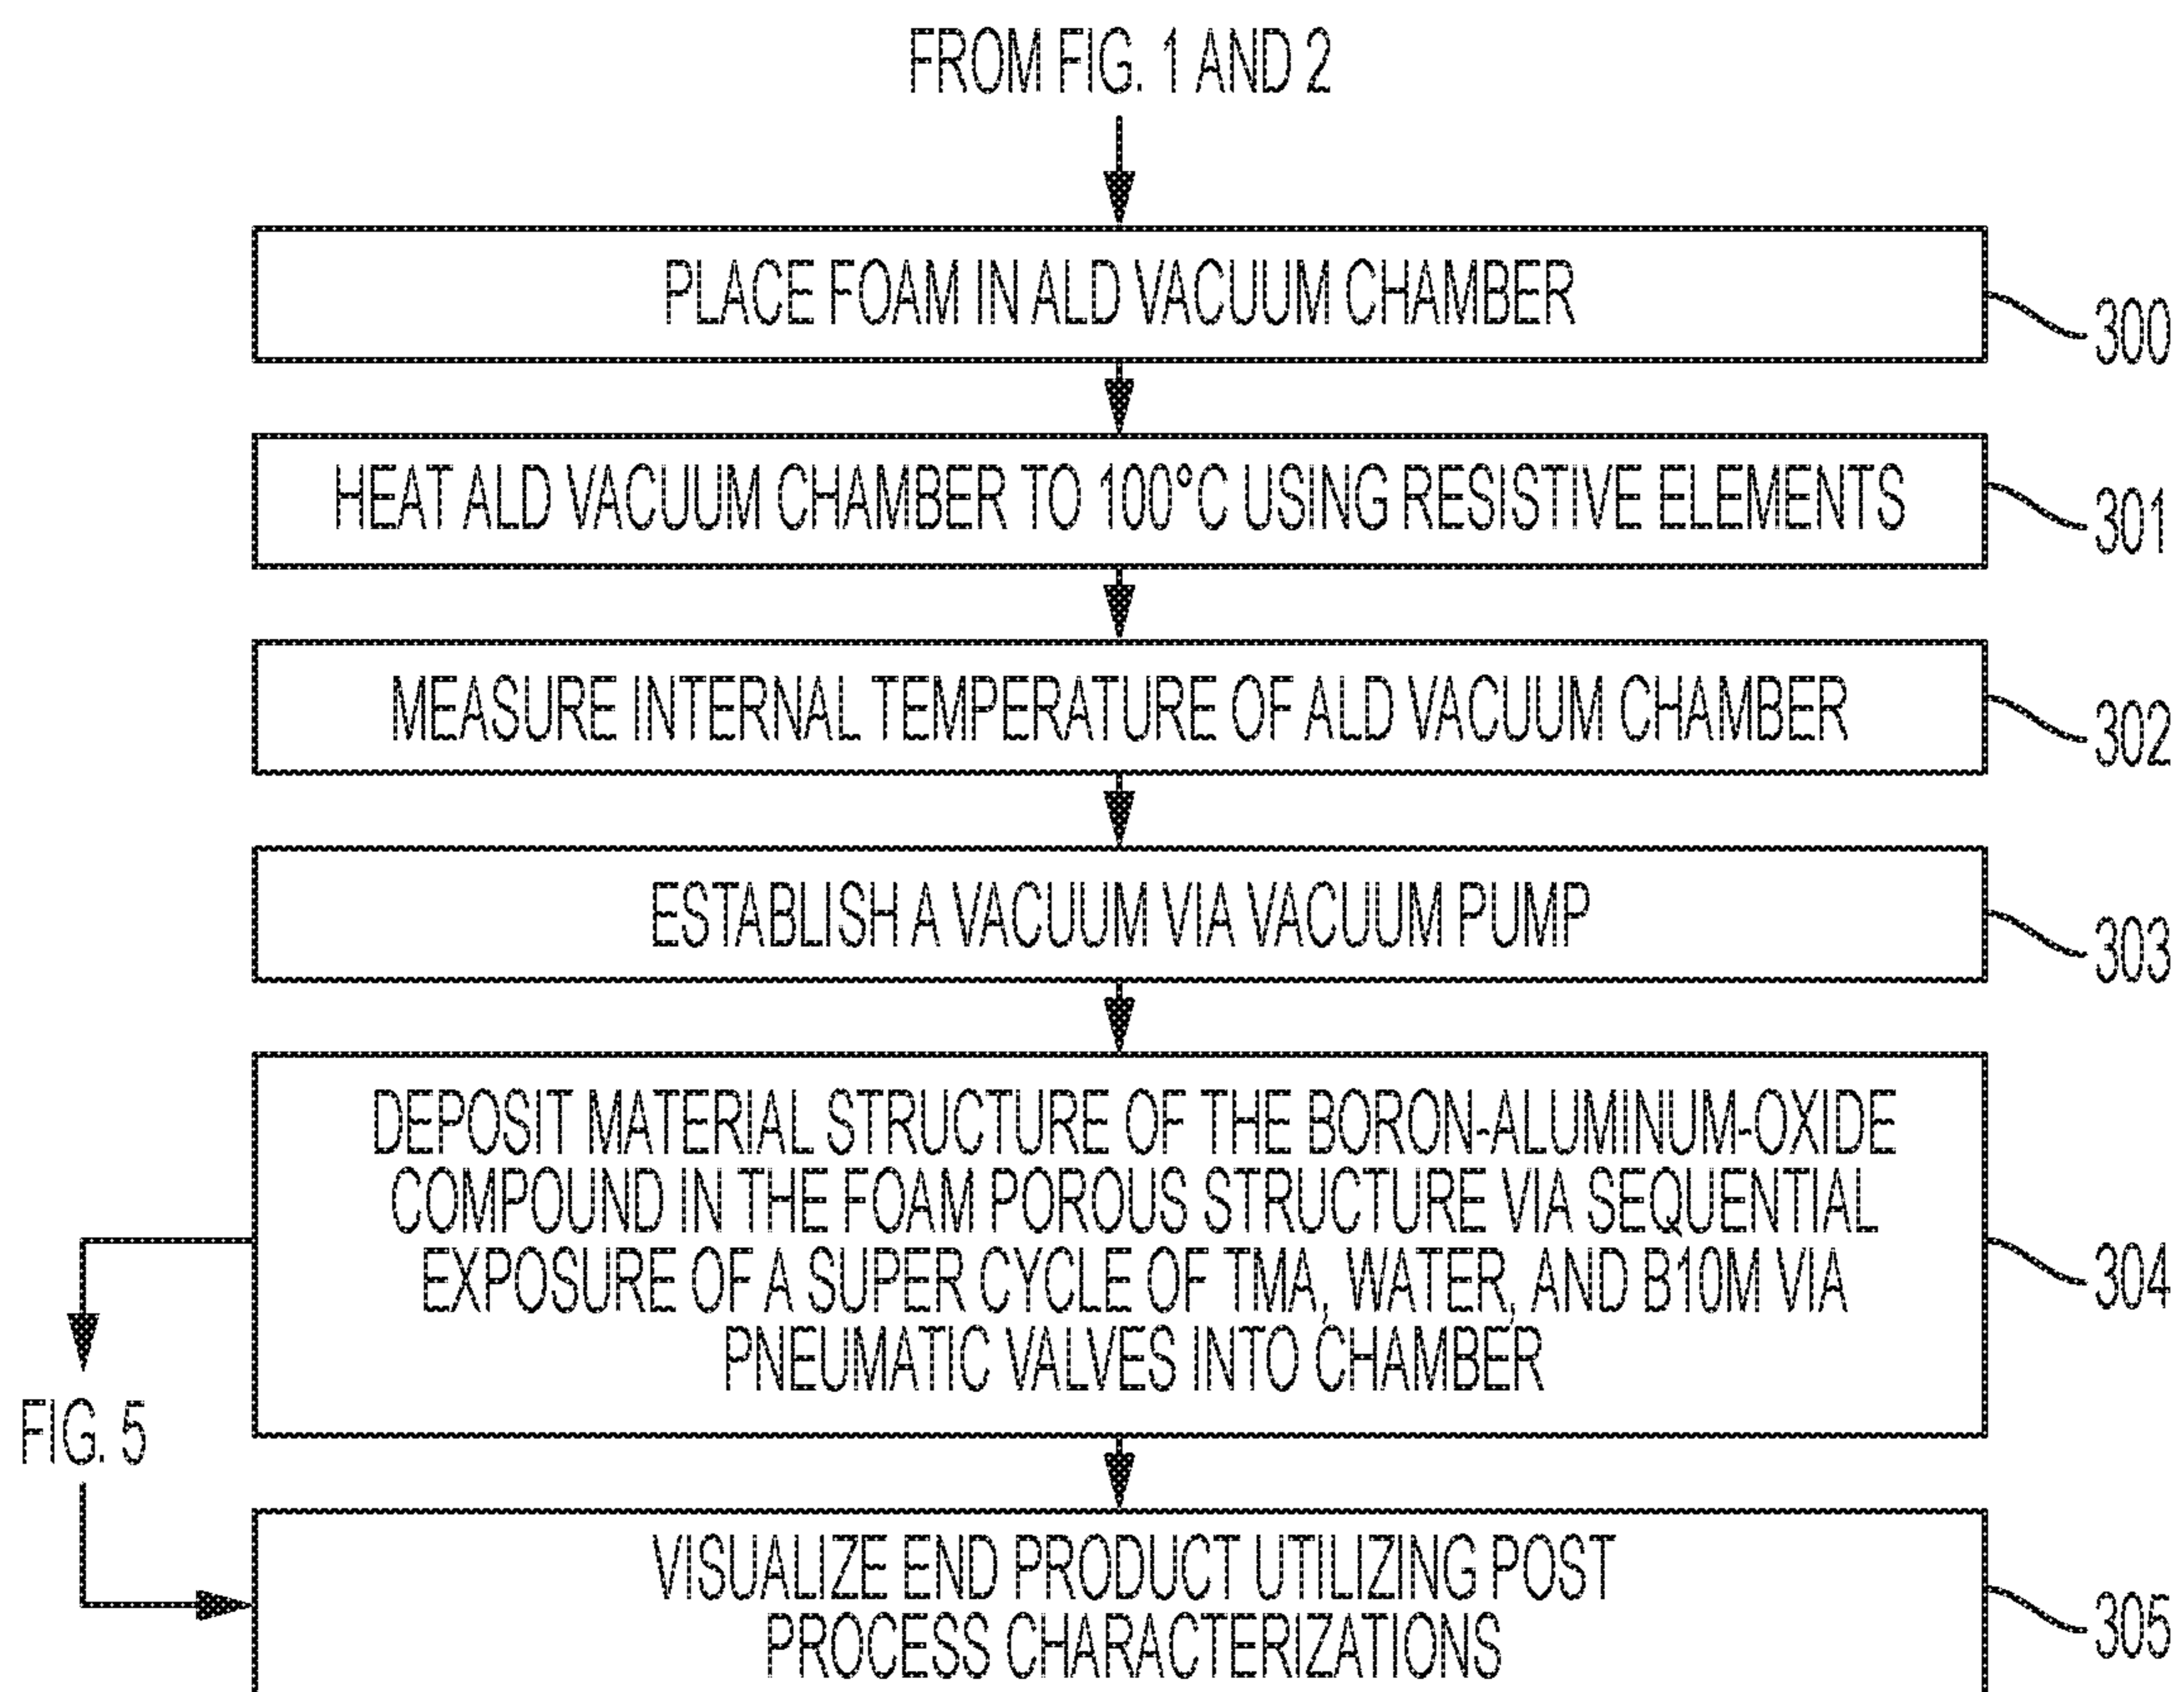 FROM FIG. 1 AND 2
PLACE FOAM IN ALD VACUUM CHAMBER
300
HEAT ALD VACUUM CHAMBER TO 100°C USING RESISTIVE ELEMENTS
301
MEASURE INTERNAL TEMPERATURE OF ALD VACUUM CHAMBER
302
ESTABLISH A VACUUM VIA VACUUM PUMP
303
DEPOSIT MATERIAL STRUCTURE OF THE BORON-ALUMINUM-OXIDE
COMPOUND IN THE FOAM POROUS STRUCTURE VIA SEQUENTIAL
EXPOSURE OF A SUPER CYCLE OF TMA, WATER, AND B10M VIA
PNEUMATIC VALVES INTO CHAMBER
304
FIG. 5
VISUALIZE END PRODUCT UTILIZING POST
PROCESS CHARACTERIZATIONS
305